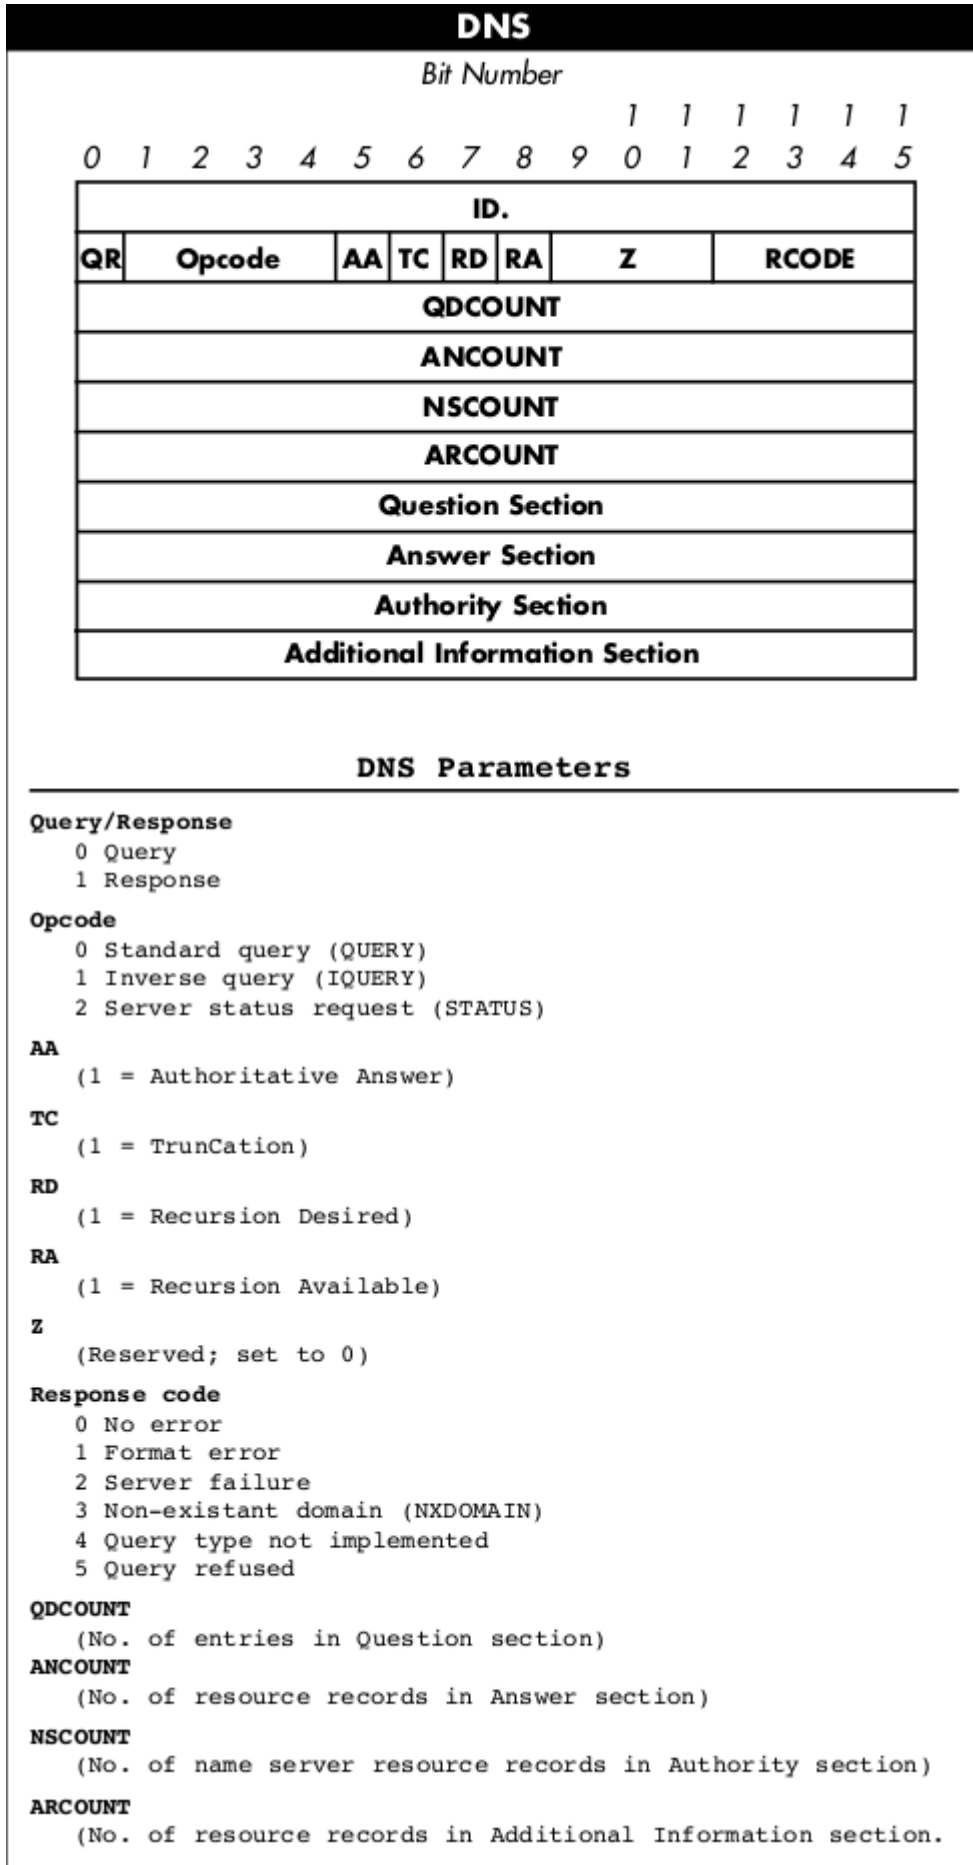 DNS
Bit Number
1 1 1 1 1 1
0 1 2 3 4 5 6 7 8 9 0 1 2 3 4 5
ID.
QR Opcode AA TC RD RA Z RCODE
QDCOUNT
ANCOUNT
NSCOUNT
ARCOUNT
Question Section
Answer Section
Authority Section
Additional Information Section
DNS Parameters
Query/Response
0 Query
1 Response
Opcode
0 Standard query (QUERY)
1 Inverse query (IQUERY)
2 Server status request (STATUS)
AA
(1 = Authoritative Answer)
TC
(1 = TrunCation)
RD
(1 = Recursion Desired)
RA
(1 = Recursion Available)
Z
(Reserved; set to 0)
Response code
0 No error
1 Format error
2 Server failure
3 Non-existant domain (NXDOMAIN)
4 Query type not implemented
5 Query refused
QDCOUNT
(No. of entries in Question section)
ANCOUNT
(No. of resource records in Answer section)
NSCOUNT
(No. of name server resource records in Authority section)
ARCOUNT
(No. of resource records in Additional Information section.